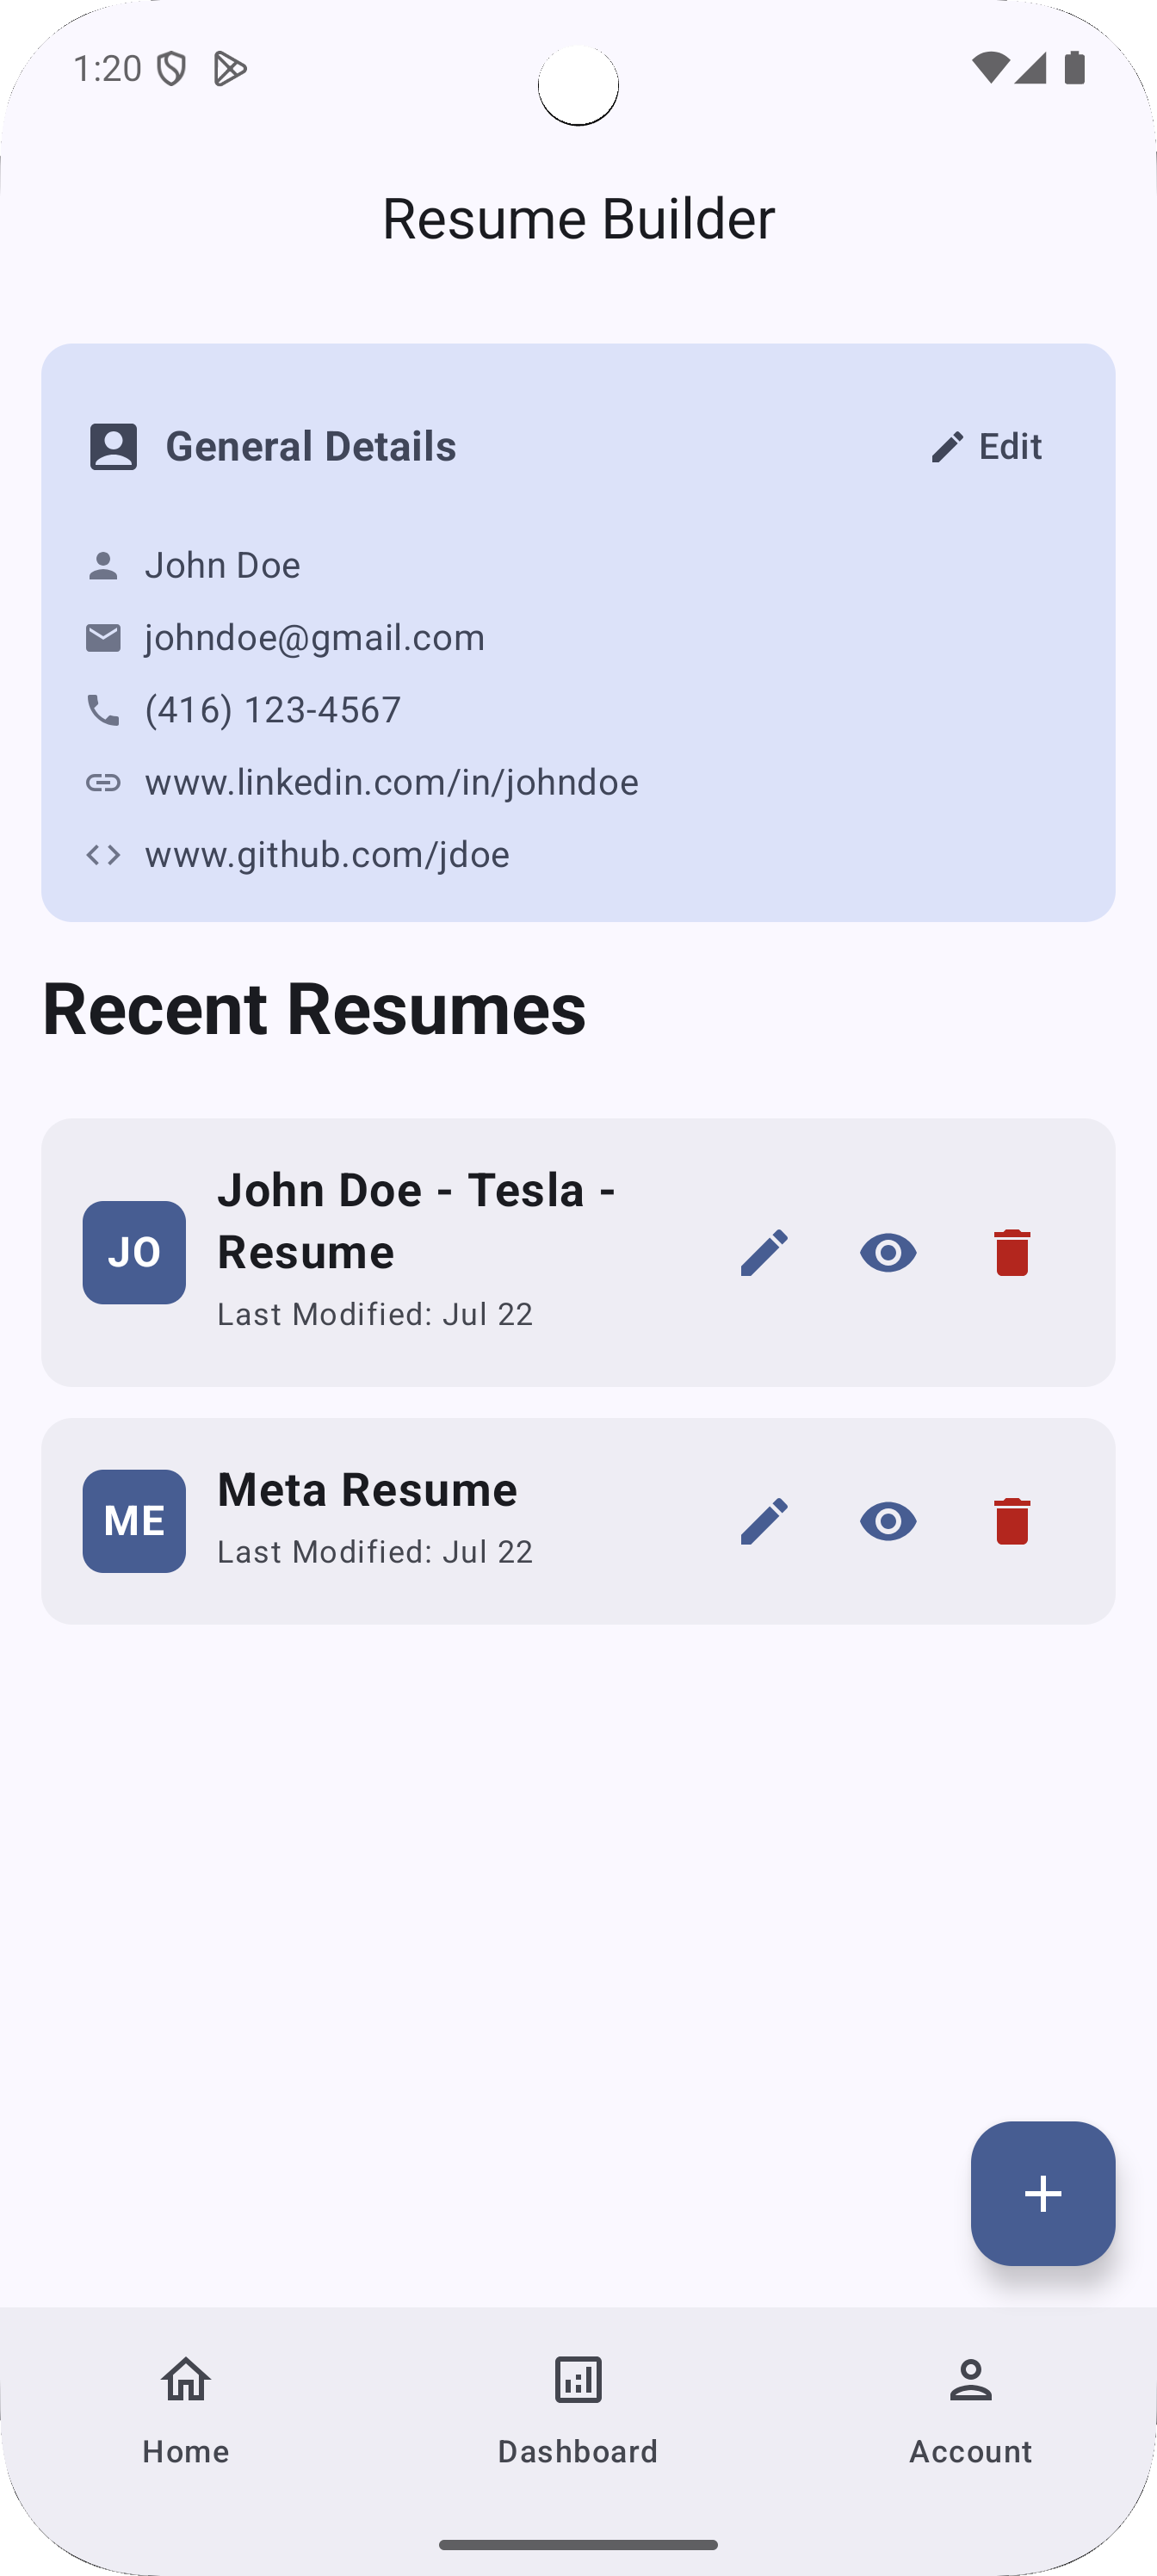 1:20
Resume Builder
General Details
Edit
John Doe
johndoe@gmail.com
(416) 123-4567
www.linkedin.com/in/johndoe
www.github.com/jdoe
Recent Resumes
JO
John Doe - Tesla -
Resume
Last Modified: Jul 22
ME
Meta Resume
Last Modified: Jul 22
Home
Dashboard
Account